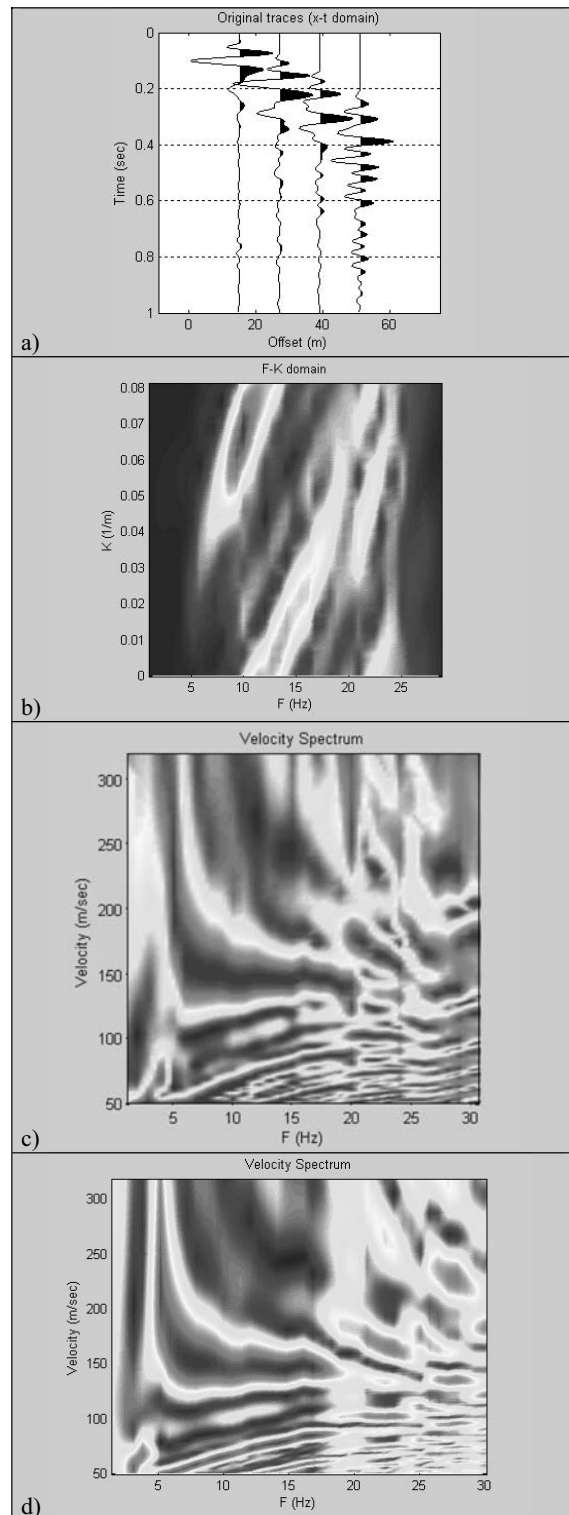 Original traces (x-t domain)
0
0.2
0.4
0.6
0.8
1
Time (sec)
0 20 40 60
Offset (m)
a)
F-K domain
0.08
0.07
0.06
0.05
0.04
0.03
0.02
0.01
0
K (1/m)
5 10 15 20 25
F (Hz)
b)
Velocity Spectrum
300
250
200
150
100
50
Velocity (m/sec)
5 10 15 20 25 30
F (Hz)
c)
Velocity Spectrum
300
250
200
150
100
50
Velocity (m/sec)
5 10 15 20 25 30
F (Hz)
d)